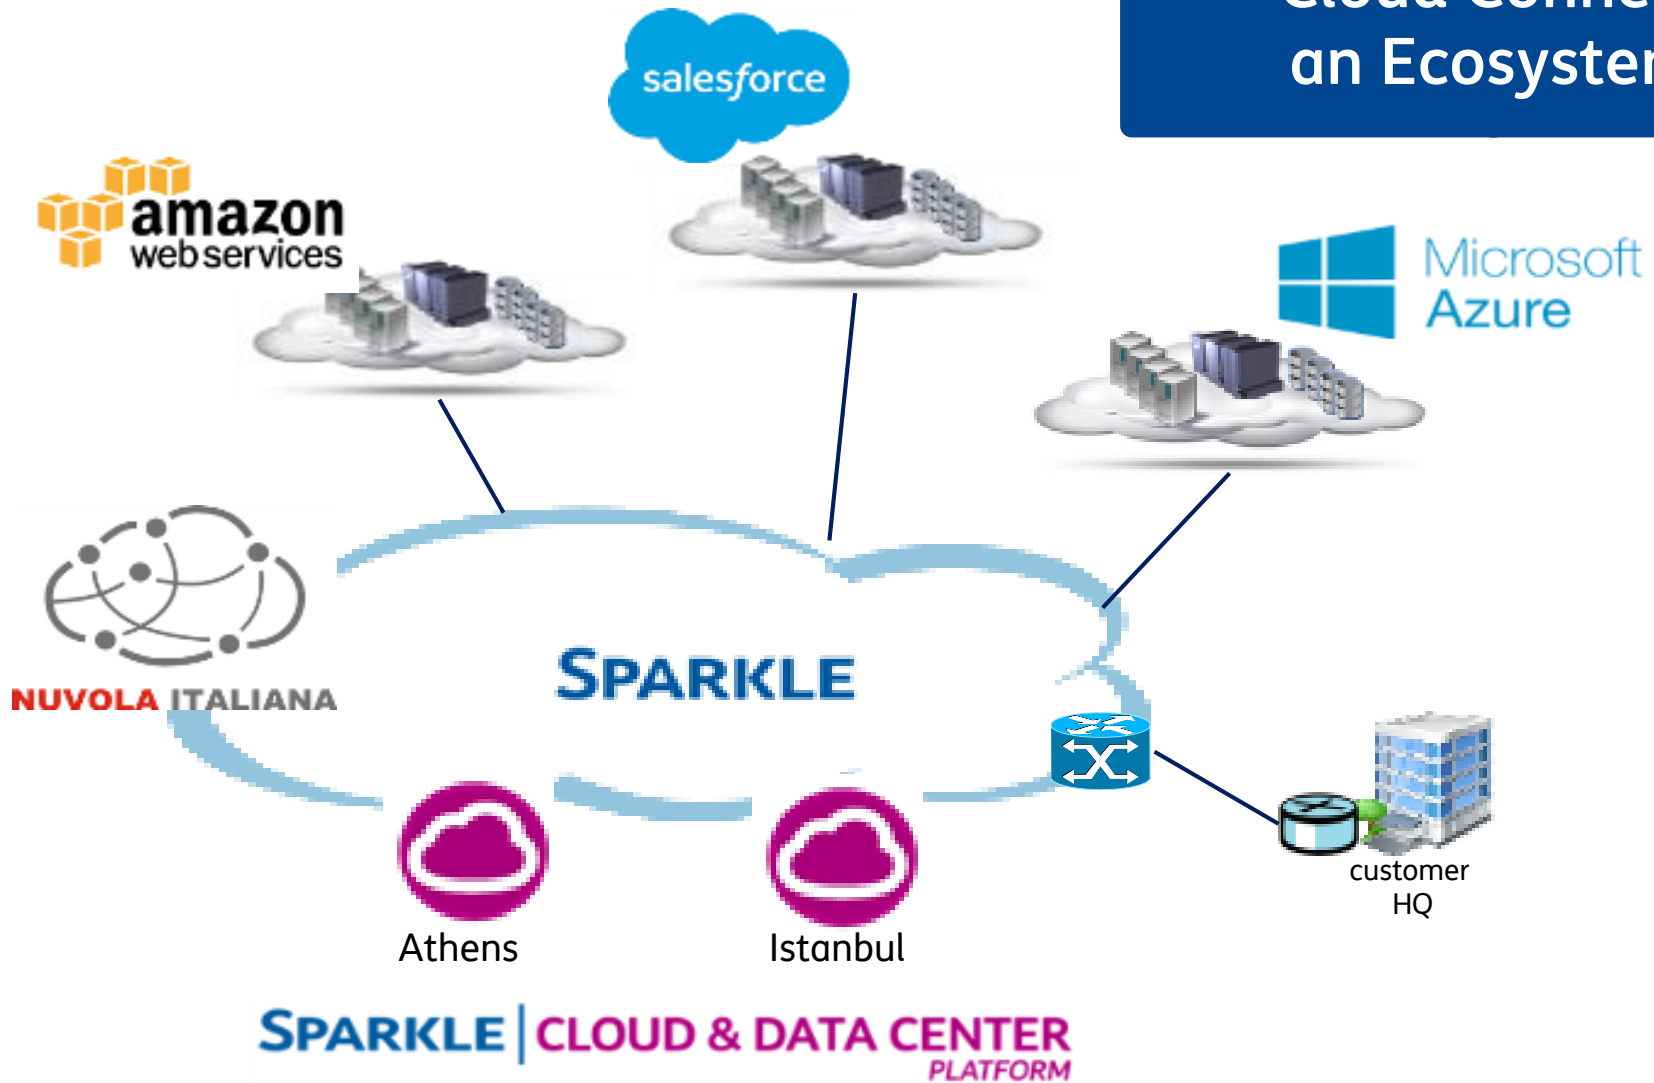 an Ecosystem
salesforce
amazon
web services
Microsoft
Azure
SPARKLE
NUVOLA ITALIANA
customer
HQ
Athens
Istanbul
SPARKLE | CLOUD & DATA CENTER
PLATFORM